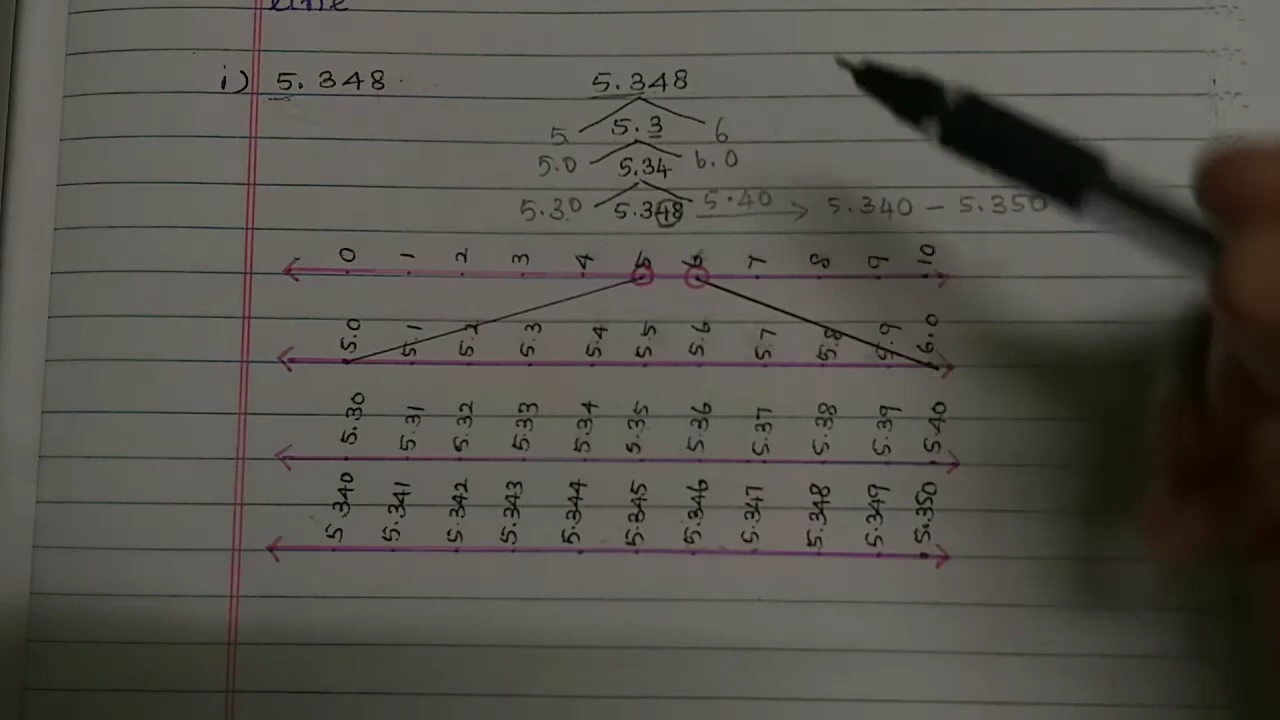 line
i) 5.348 5.348
5 5.3 6
5.0 5.34 6.0
5.30 5.348 5.40 → 5.340 - 5.350
0 1 2 3 4 5 6 7 8 9 10
5.0 5.1 5.2 5.3 5.4 5.5 5.6 5.7 5.8 5.9 6.0
5.30 5.31 5.32 5.33 5.34 5.35 5.36 5.37 5.38 5.39 5.40
5.340 5.341 5.342 5.343 5.344 5.345 5.346 5.347 5.348 5.349 5.350